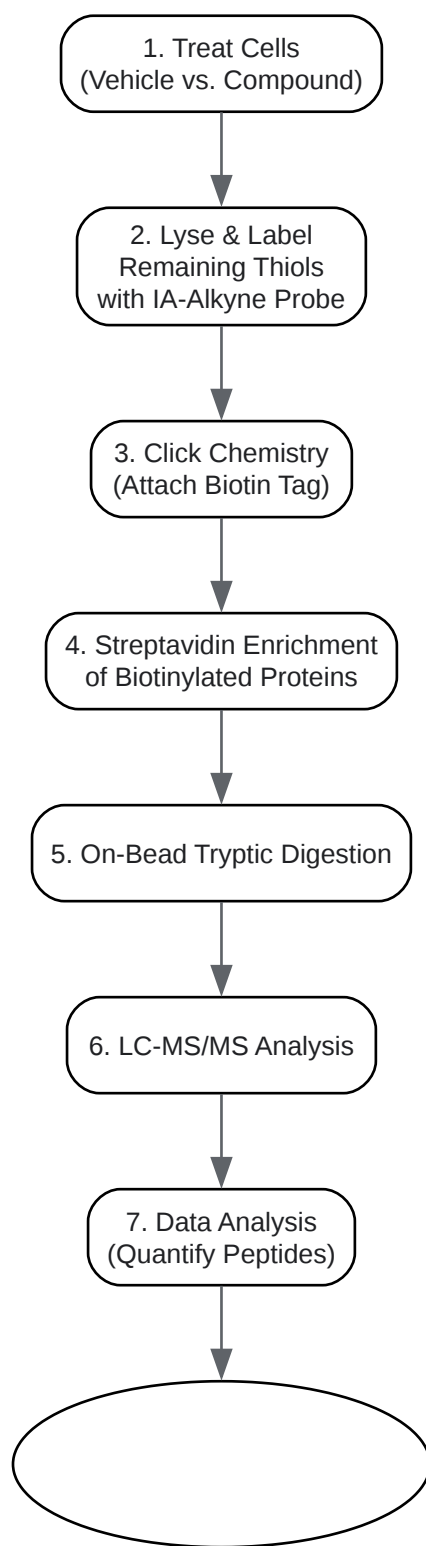 1. Treat Cells
(Vehicle vs. Compound)
2. Lyse & Label
Remaining Thiols
with IA-Alkyne Probe
3. Click Chemistry
(Attach Biotin Tag)
4. Streptavidin Enrichment
of Biotinylated Proteins
5. On-Bead Tryptic Digestion
6. LC-MS/MS Analysis
7. Data Analysis
(Quantify Peptides)